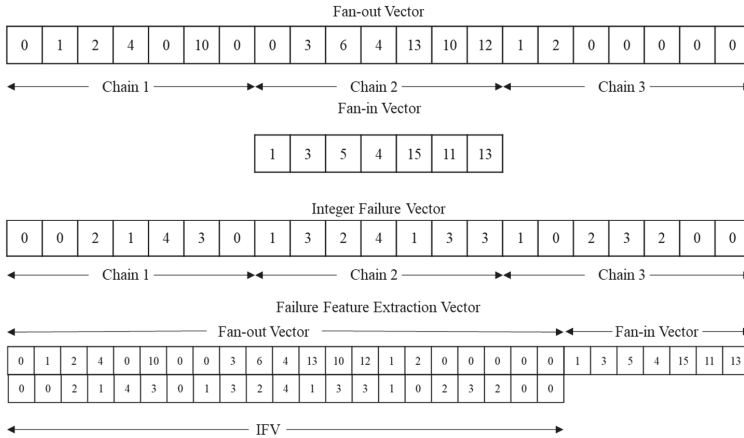 Fan-out Vector
0 1 2 4 0 10 0 0 3 6 4 13 10 12 1 2 0 0 0 0 0
Chain 1 Chain 2 Chain 3
Fan-in Vector
1 3 5 4 15 11 13
Integer Failure Vector
0 0 2 1 4 3 0 1 3 2 4 1 3 3 1 0 2 3 2 0 0
Chain 1 Chain 2 Chain 3
Failure Feature Extraction Vector
Fan-out Vector Fan-in Vector
0 1 2 4 0 10 0 0 3 6 4 13 10 12 1 2 0 0 0 0 0 1 3 5 4 15 11 13
0 0 2 1 4 3 0 1 3 2 4 1 3 3 1 0 2 3 2 0 0
IFV